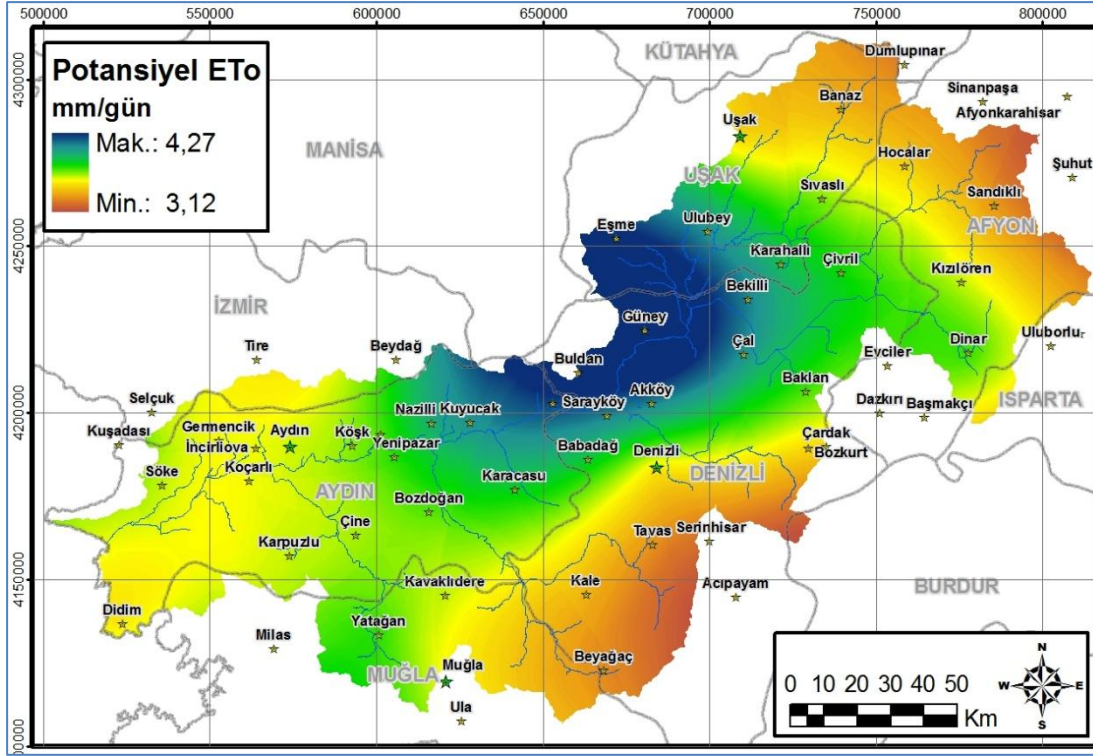 500000 550000 600000 650000 700000 750000 800000
Potansiyel ETo
mm/gün
Mak.: 4,27
Min.: 3,12
4300000
4250000
4200000
4150000
KÜTAHYA
Dumlupınar
Sinanpaşa
Afyonkarahisar
Banaz
Uşak
MANİSA
Hocalar
Şuhut
UŞAK
Sıvaslı
Sandıklı
AFYON
Eşme
Ulubey
Karahallı
Çivril
Kızılören
Bekilli
İZMİR
Güney
Tire
Beydağ
Buldan
Çal
Evciler
Dinar
Uluborlu
Selçuk
Nazilli
Kuyucak
Sarayköy
Akköy
Baklan
Dazkırı
Başmakçı
ISPARTA
Kuşadası
Germencik
Aydın
Köşk
İncirliova
Yenipazar
Babadağ
Denizli
Çardak
Bozkurt
Söke
Koçarlı
DENİZLİ
AYDIN
Karacasu
Bozdoğan
Çine
Karpuzlu
Tavas
Serinhisar
Kavaklıdere
Kale
Acıpayam
BURDUR
Didim
Yatağan
Milas
MUĞLA
Muğla
Beyağaç
Ula
N
W E
S
0 10 20 30 40 50
Km